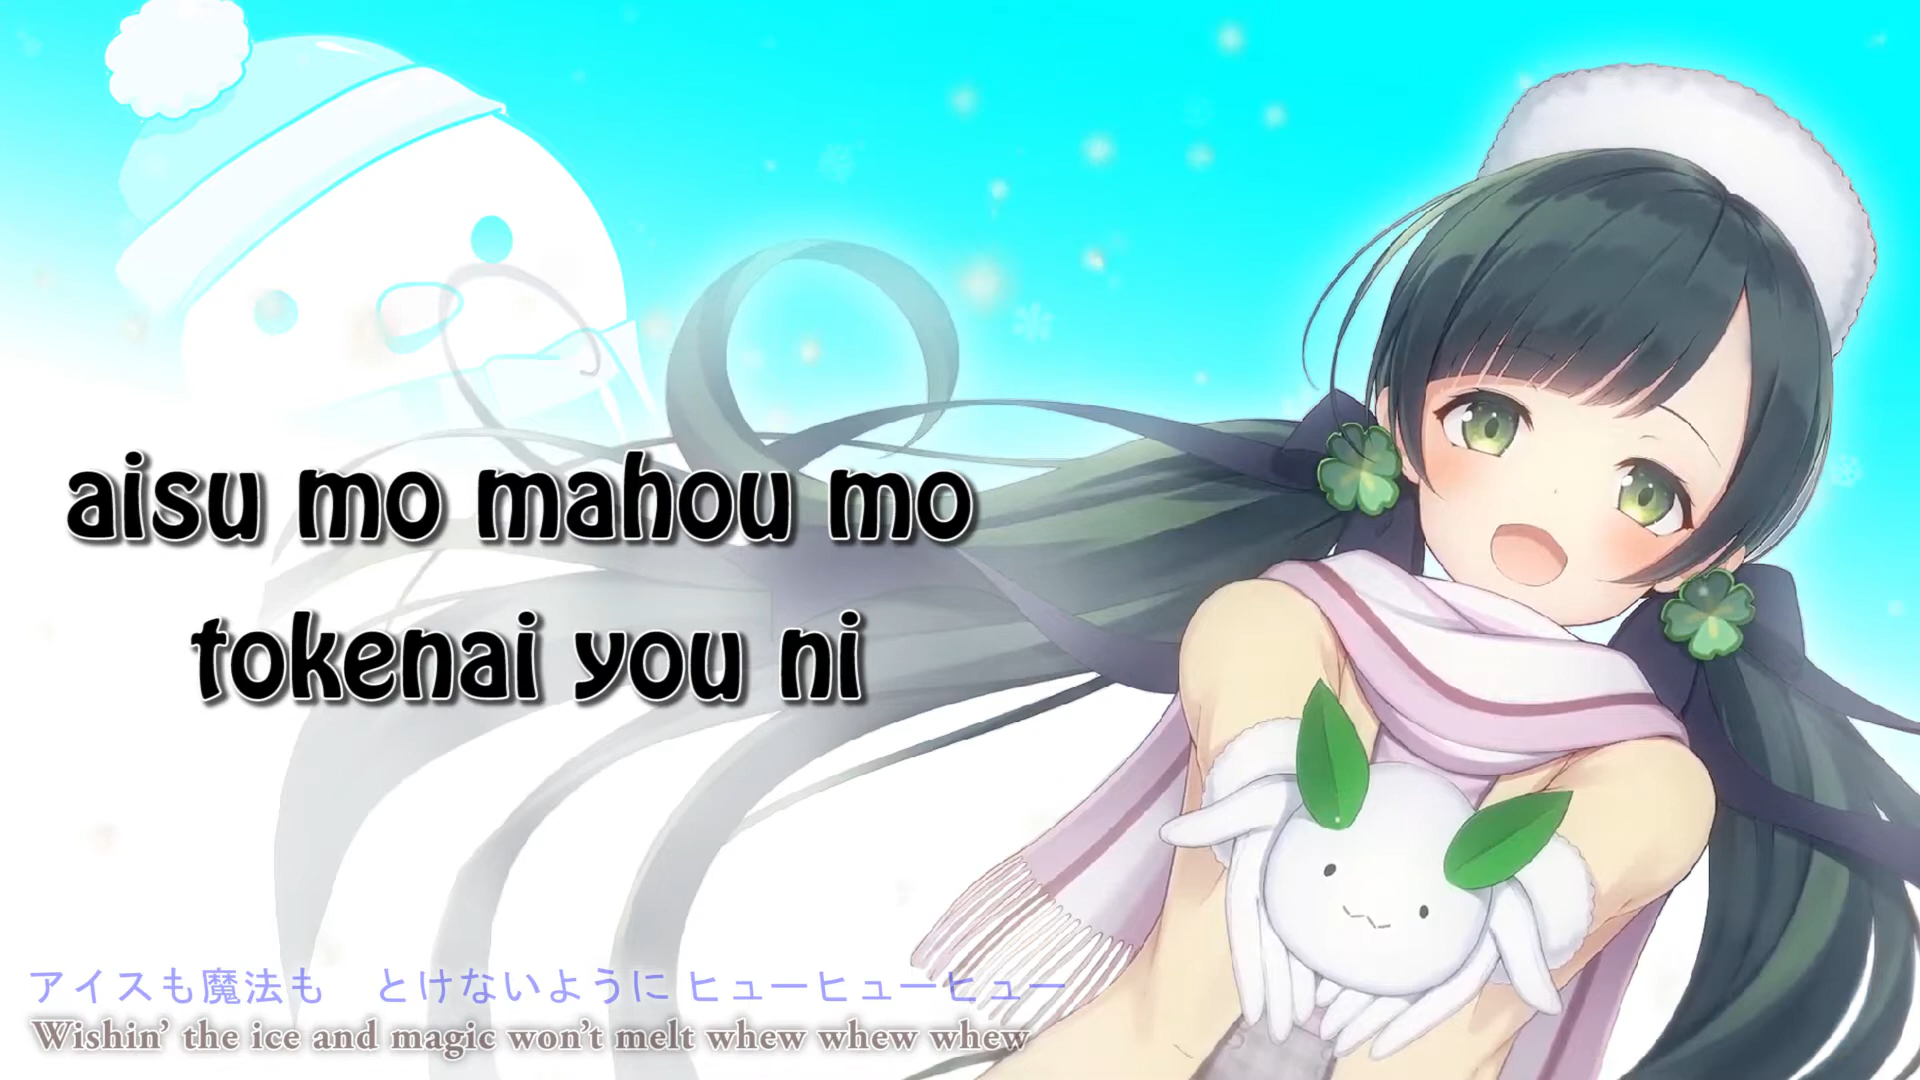 aisu mo mahou mo
tokenai you ni
アイスも魔法も　とけないように ヒューヒューヒュー
Wishin’ the ice and magic won’t melt whew whew whew